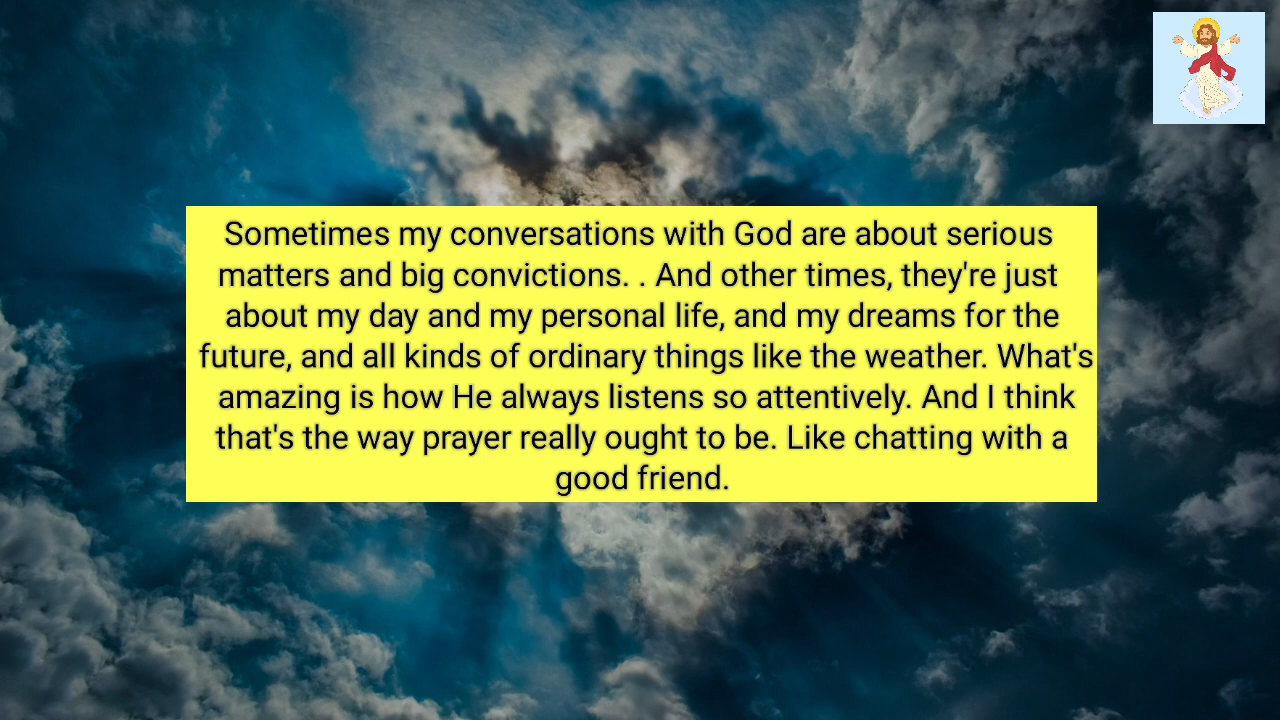 Sometimes my conversations with God are about serious
matters and big convictions. . And other times, they're just
about my day and my personal life, and my dreams for the
future, and all kinds of ordinary things like the weather. What's
amazing is how He always listens so attentively. And I think
that's the way prayer really ought to be. Like chatting with a
good friend.